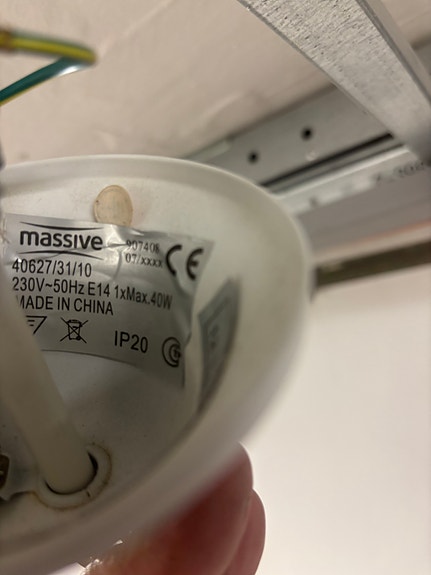 massive
907408
07/xxxx
CE
40627/31/10
230V~50Hz E14 1xMax.40W
MADE IN CHINA
IP20